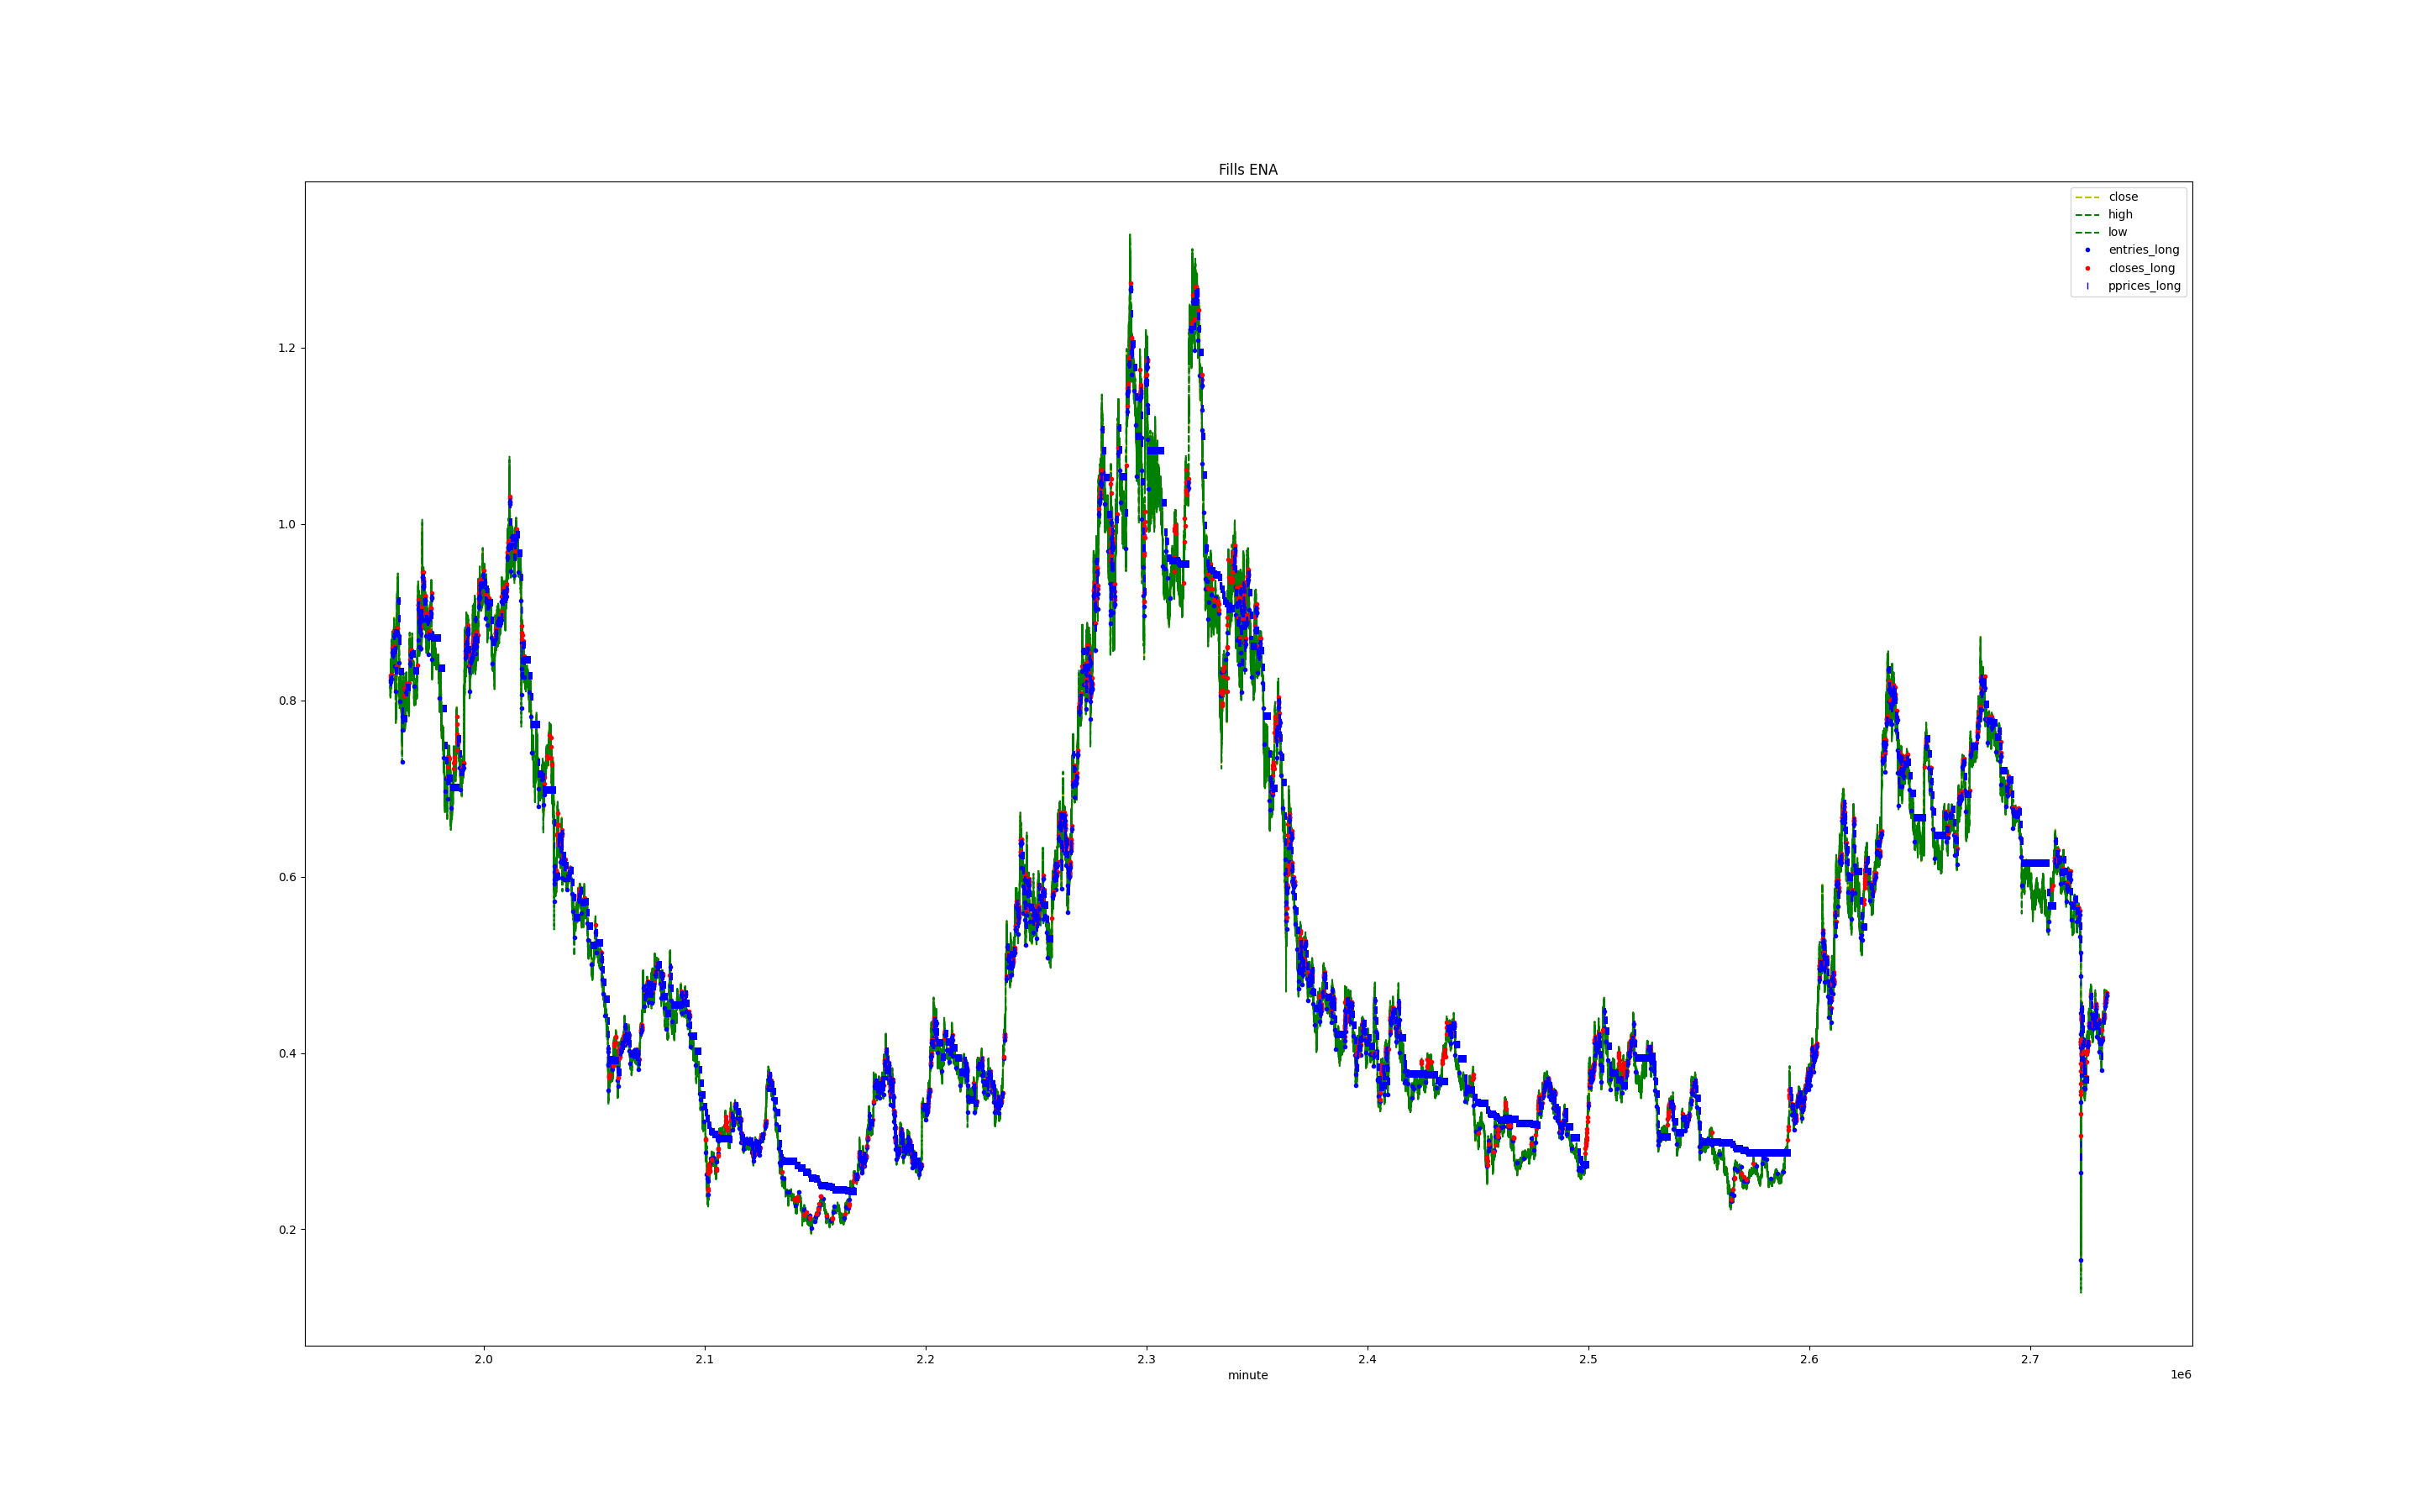 Fills ENA
close
high
low
entries_long
closes_long
pprices_long
1.2
1.0
0.8
0.6
0.4
0.2
2.0 2.1 2.2 2.3 2.4 2.5 2.6 2.7
minute 1e6